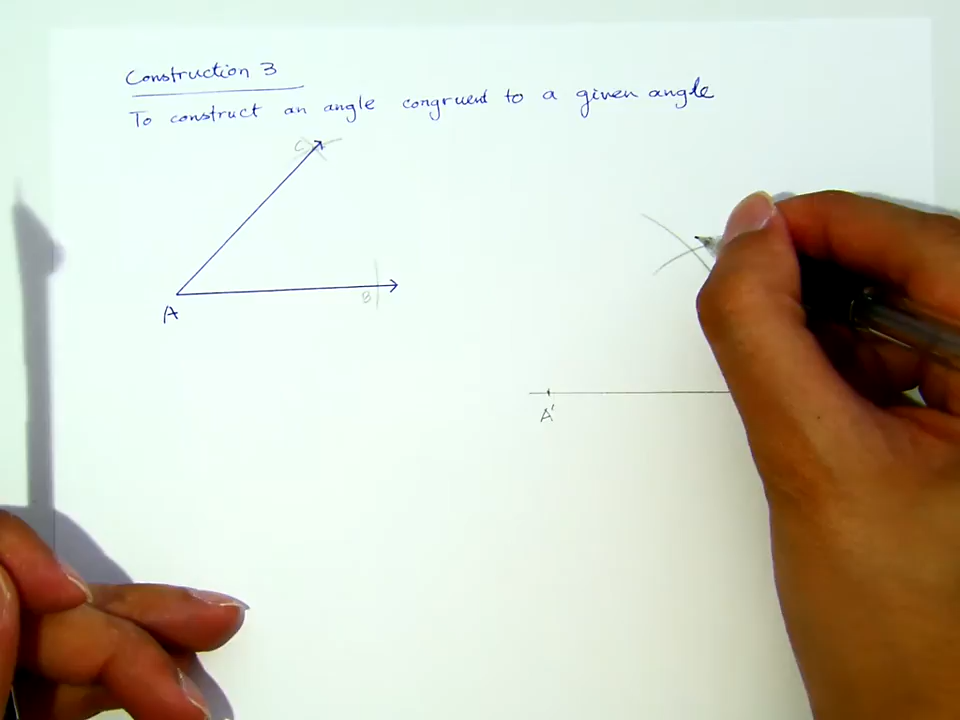 Construction 3
To construct an angle congruent to a given angle
C
B
A
A'